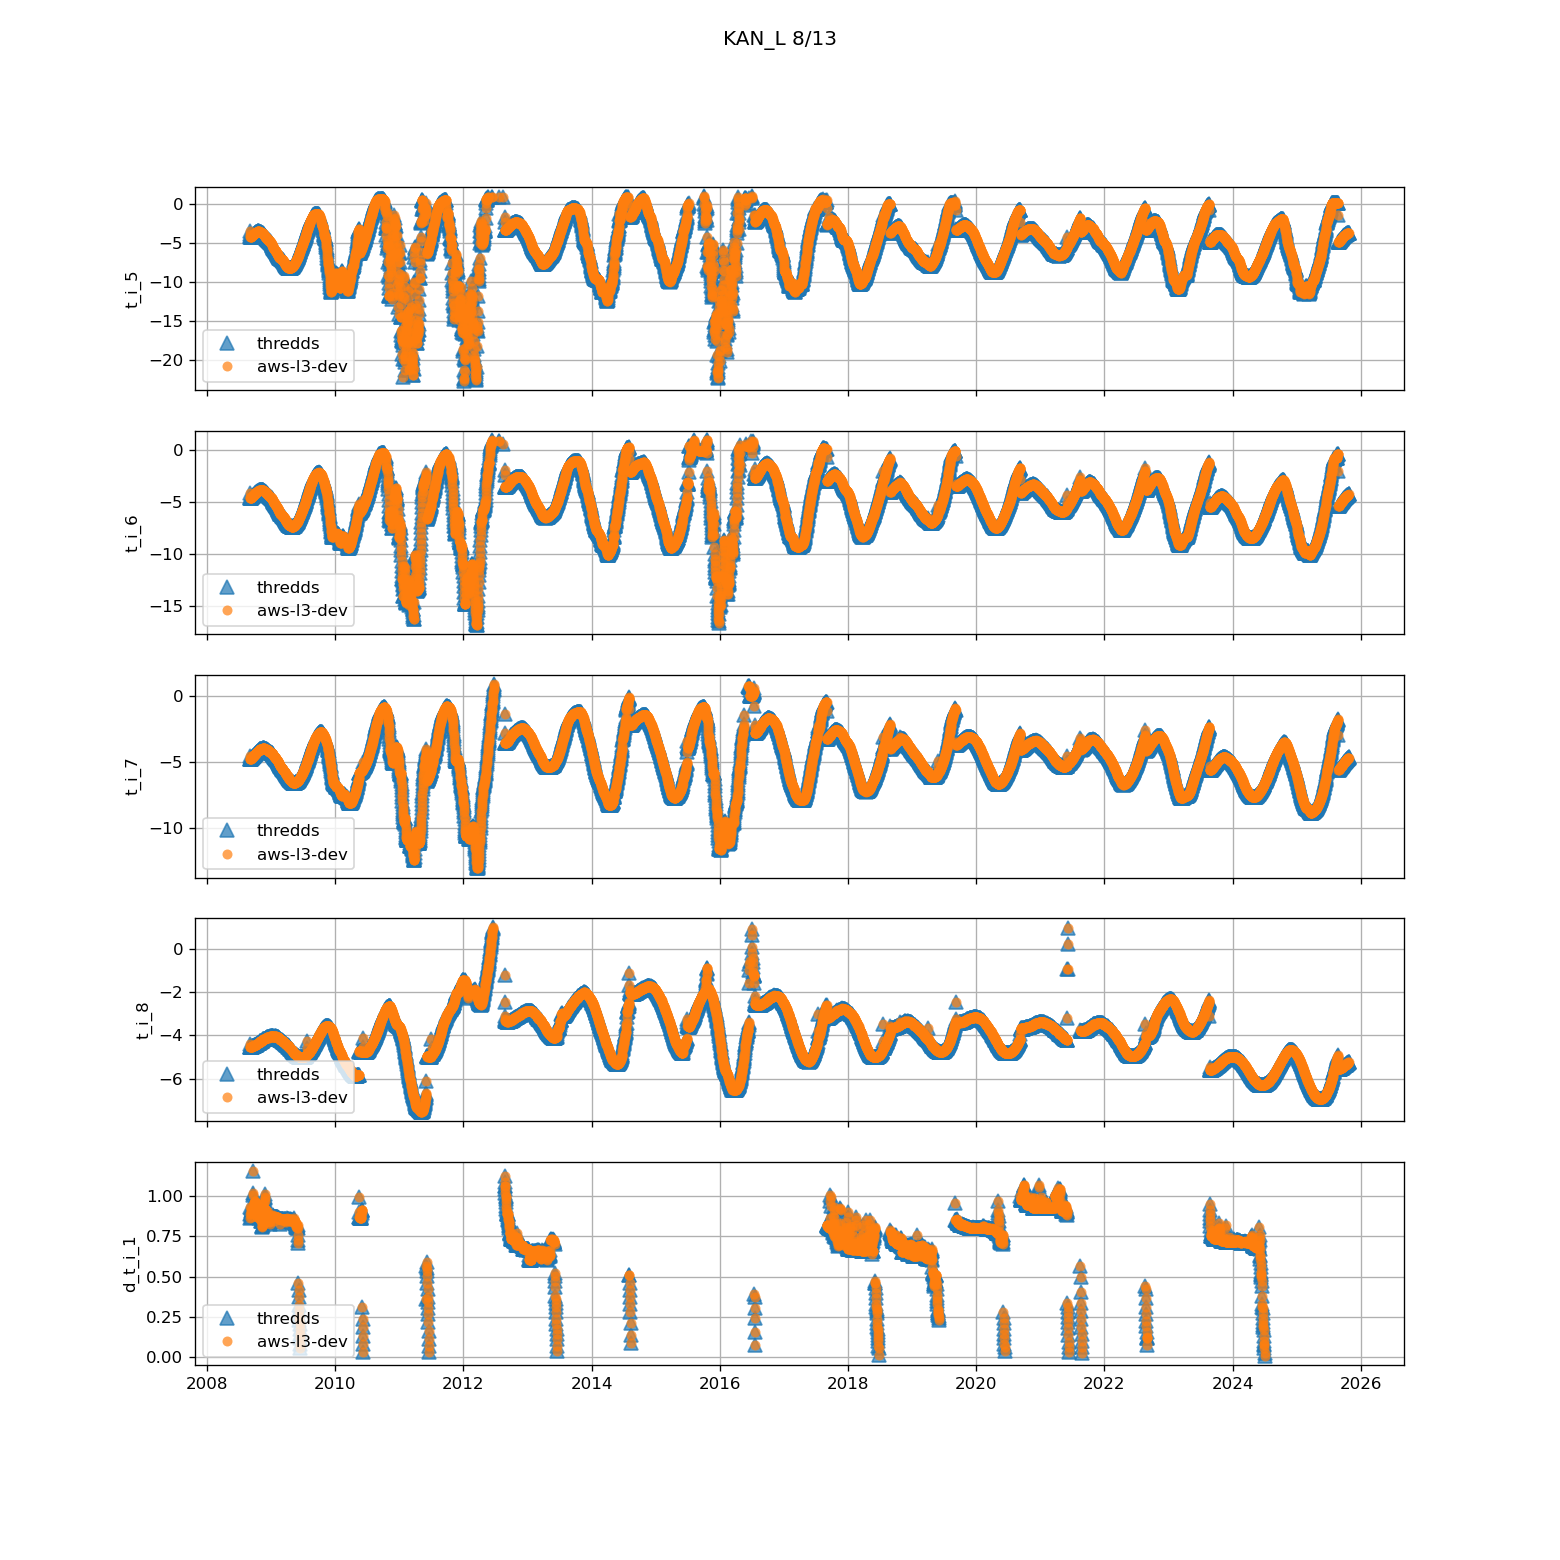 KAN_L 8/13
0
−5
−10
−15
−20
t_i_5
thredds
aws-l3-dev
0
−5
−10
−15
t_i_6
thredds
aws-l3-dev
0
−5
−10
t_i_7
thredds
aws-l3-dev
0
−2
−4
−6
t_i_8
thredds
aws-l3-dev
1.00
0.75
0.50
0.25
0.00
d_t_i_1
thredds
aws-l3-dev
2008 2010 2012 2014 2016 2018 2020 2022 2024 2026